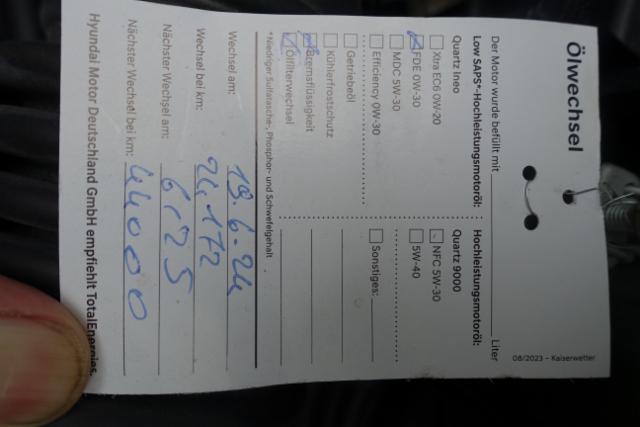 Ölwechsel
Der Motor wurde befüllt mit Liter
Low SAPS*-Hochleistungsmotoröl:
Quartz Ineo
Xtra EC6 0W-20
FDE 0W-30
MDC 5W-30
Efficiency 0W-30
Hochleistungsmotoröl:
Quartz 9000
NFC 5W-30
5W-40
Sonstiges:
Getriebeöl
Kühlerfrostschutz
Bremsflüssigkeit
Ölfilterwechsel
*Niedriger Sulfatasche-, Phosphor- und Schwefelgehalt
Wechsel am: 19.6.24
Wechsel bei km: 24172
Nächster Wechsel am: 6/25
Nächster Wechsel bei km: 44000
Hyundai Motor Deutschland GmbH empfiehlt TotalEnergies.
08/2023 – Kaiserwetter